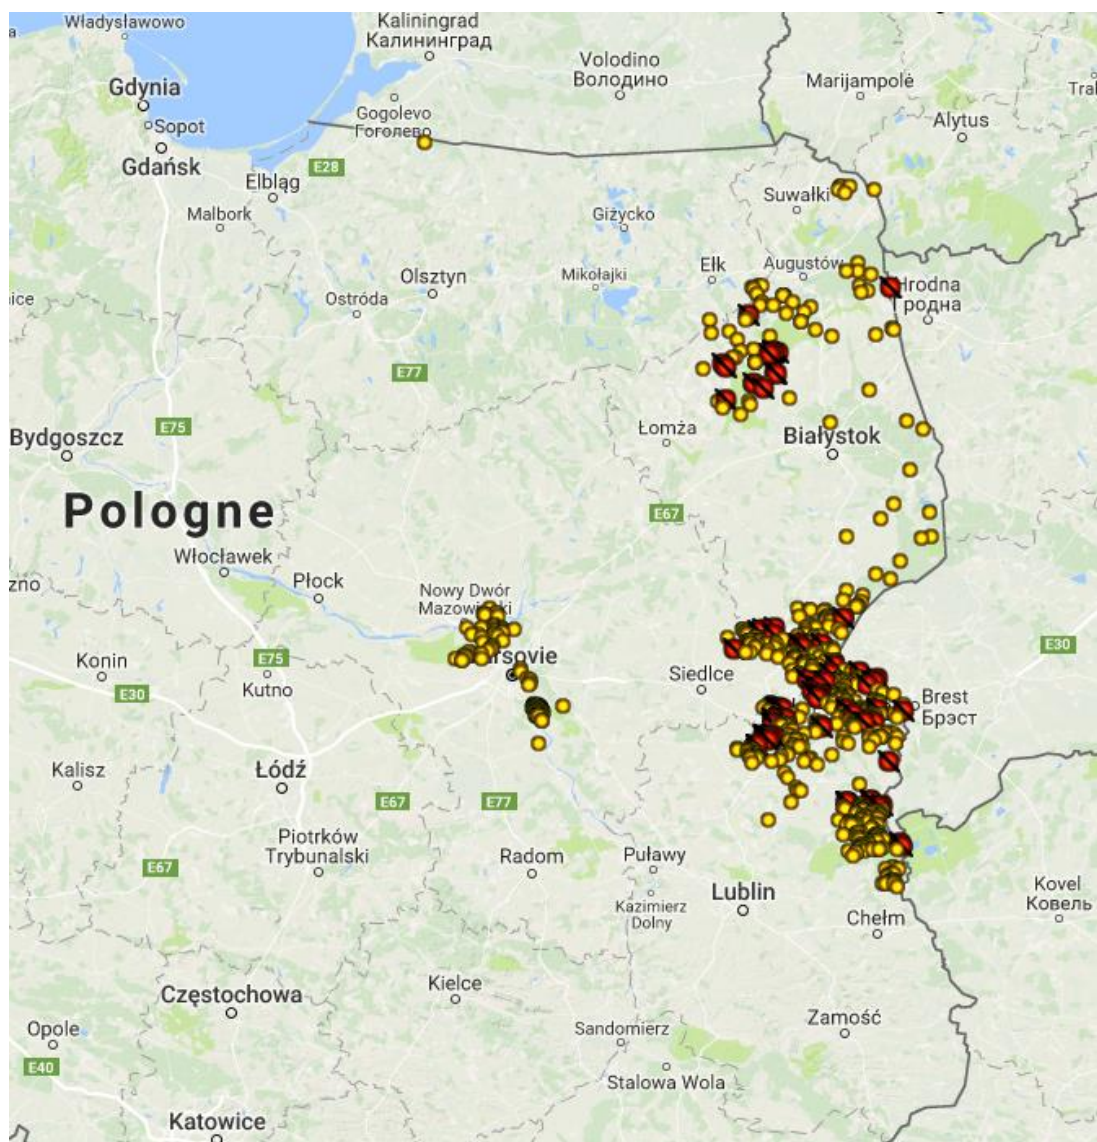 Władysławowo
Kaliningrad
Калининград
Volodino
Володино
Marijampolė
Gdynia
Gogolevo
Гоголево
Alytus
Sopot
Gdańsk
E28
Elbląg
Suwałki
Malbork
Giżycko
Olsztyn
Mikołajki
Ełk
Augustów
Hrodna
Гродна
Ostróda
E77
E75
Bydgoszcz
Łomża
Białystok
Pologne
E67
Włocławek
Płock
Nowy Dwór
E30
Konin
E75
Siedlce
E30
Kutno
Brest
Брэст
Kalisz
Łódź
E67
E77
Piotrków
Trybunalski
E67
Radom
Puławy
Lublin
Kazimierz
Dolny
Kovel
Ковель
Chełm
Kielce
Częstochowa
Opole
Sandomierz
Zamość
E40
Stalowa Wola
Katowice